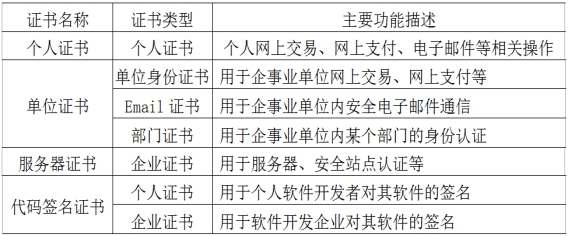 证书名称 证书类型 主要功能描述
个人证书 个人证书 个人网上交易、网上支付、电子邮件等相关操作
单位证书 单位身份证书 用于企事业单位网上交易、网上支付等
Email 证书 用于企事业单位内安全电子邮件通信
部门证书 用于企事业单位内某个部门的身份认证
服务器证书 企业证书 用于服务器、安全站点认证等
代码签名证书 个人证书 用于个人软件开发者对其软件的签名
企业证书 用于软件开发企业对其软件的签名